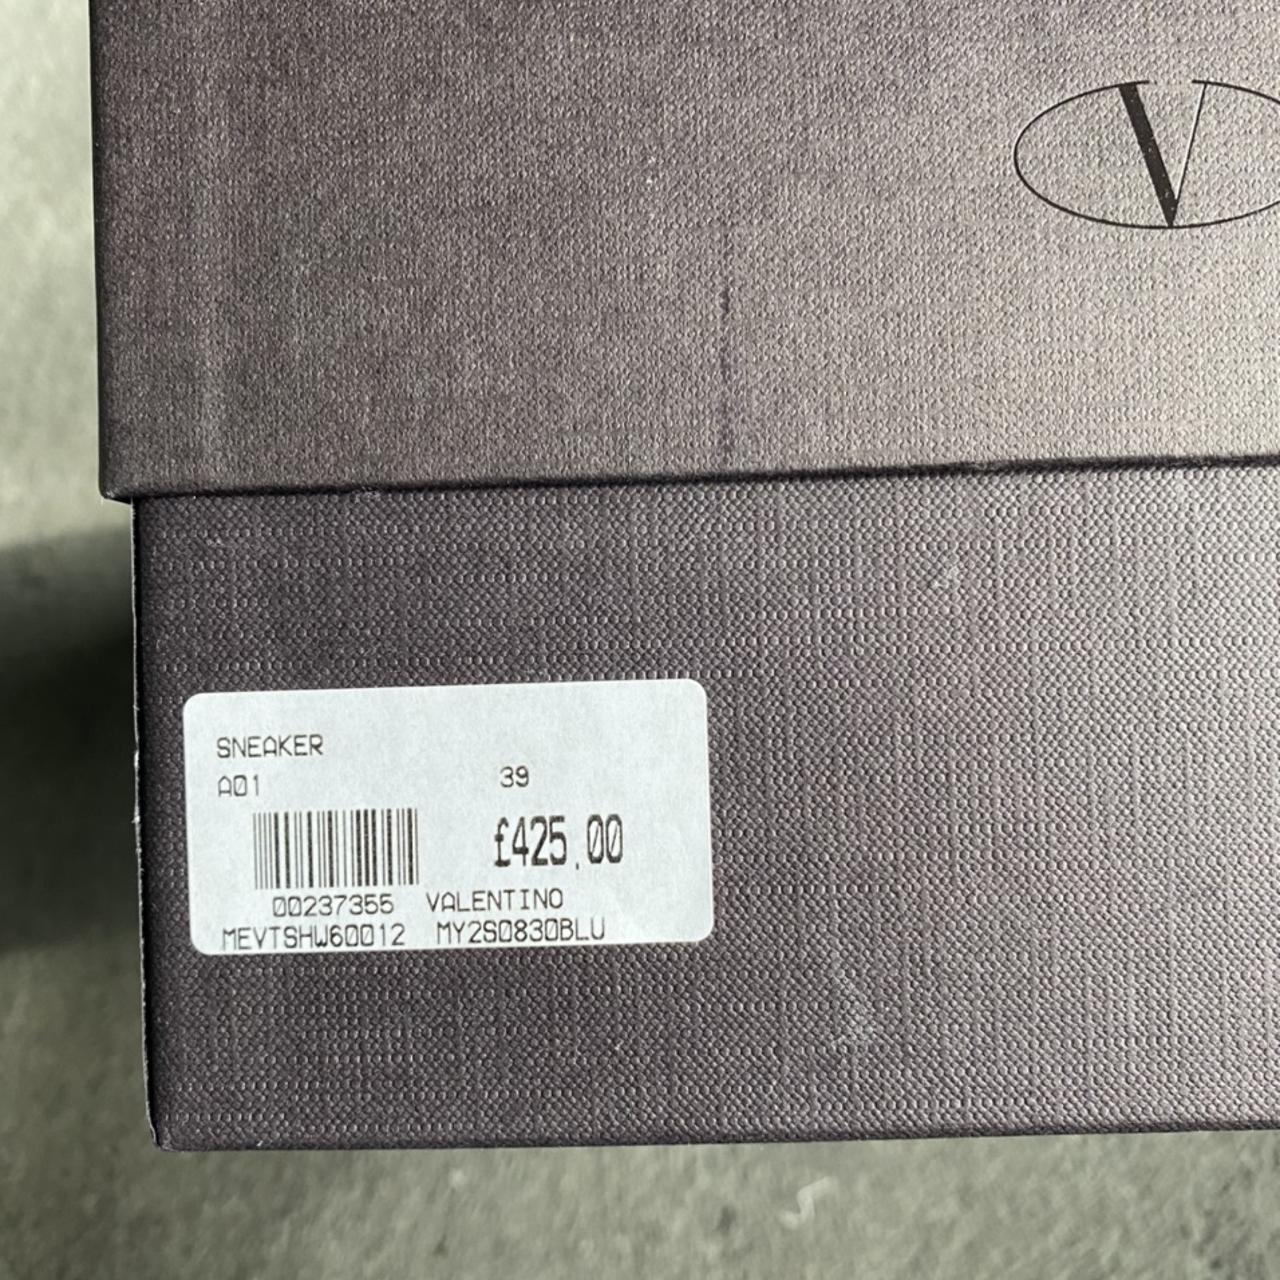 V
SNEAKER
A01 39
£425.00
00237355 VALENTINO
MEVTSHW60012 MY2S0830BLU